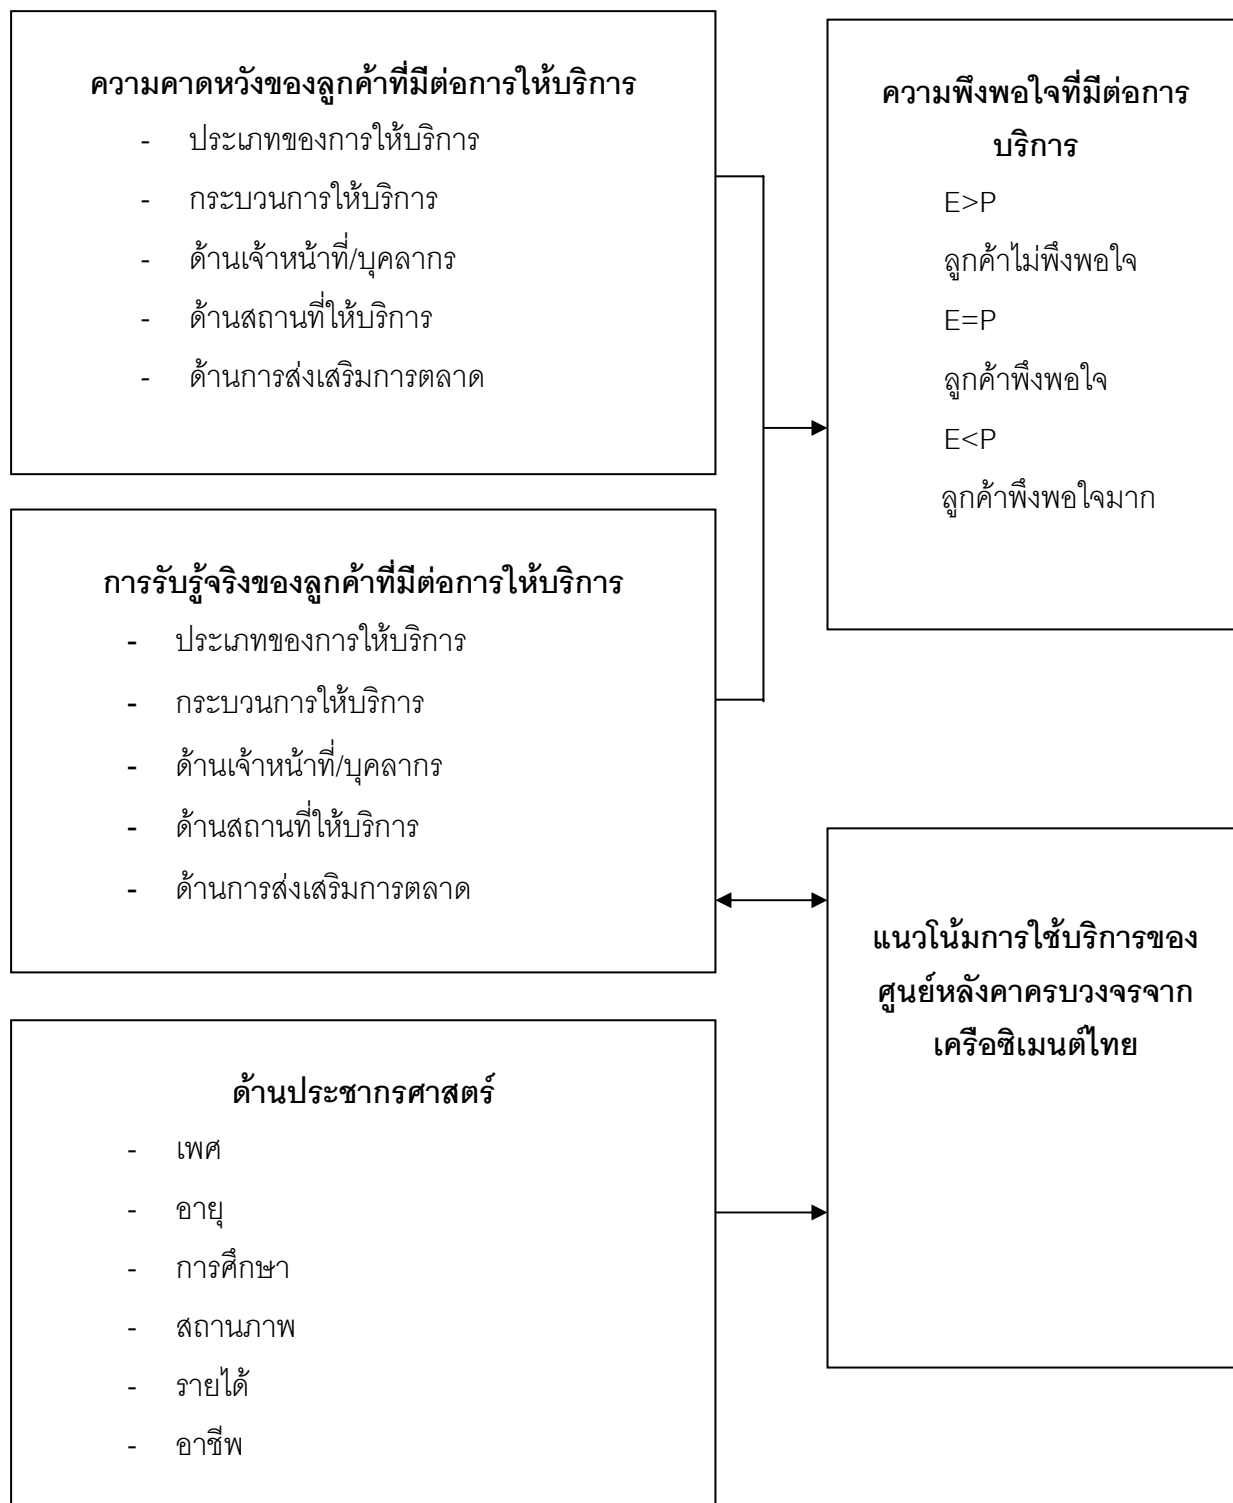 ความคาดหวังของลูกค้าที่มีต่อการให้บริการ
- ประเภทของการให้บริการ
- กระบวนการให้บริการ
- ด้านเจ้าหน้าที่/บุคลากร
- ด้านสถานที่ให้บริการ
- ด้านการส่งเสริมการตลาด
ความพึงพอใจที่มีต่อการ
บริการ
E>P
ลูกค้าไม่พึงพอใจ
E=P
ลูกค้าพึงพอใจ
E<P
ลูกค้าพึงพอใจมาก
การรับรู้จริงของลูกค้าที่มีต่อการให้บริการ
- ประเภทของการให้บริการ
- กระบวนการให้บริการ
- ด้านเจ้าหน้าที่/บุคลากร
- ด้านสถานที่ให้บริการ
- ด้านการส่งเสริมการตลาด
แนวโน้มการใช้บริการของ
ศูนย์หลังคาครบวงจรจาก
เครือซิเมนต์ไทย
ด้านประชากรศาสตร์
- เพศ
- อายุ
- การศึกษา
- สถานภาพ
- รายได้
- อาชีพ